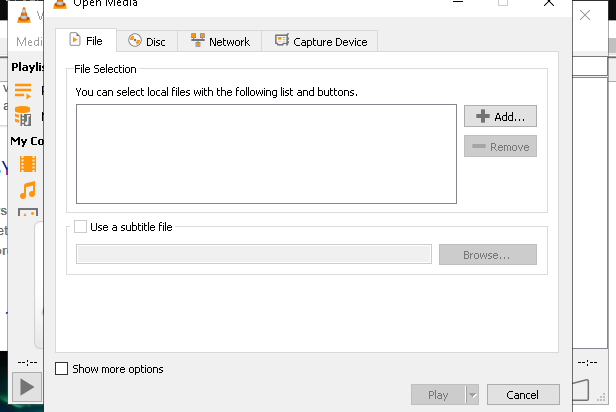 Open Media
V
Medi
File
Disc
Network
Capture Device
Playlis
File Selection
You can select local files with the following list and buttons.
Add...
Remove
My Co
Use a subtitle file
Browse...
--:--
--:--
Show more options
Play
Cancel